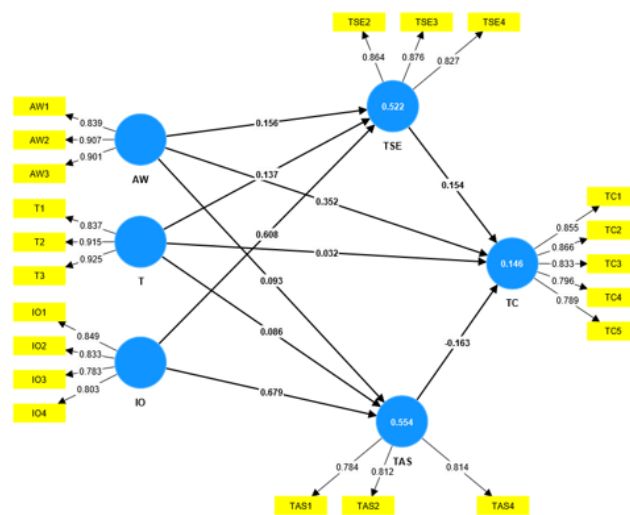 TSE2 TSE3 TSE4
0.864 0.876 0.827
0.522
TSE
AW1
AW2
AW3
0.839
0.907
0.901
AW
0.156
0.137
0.352
0.154
T1
T2
T3
0.837
0.915
0.925
T
0.608
0.032
0.093
0.086
TC1
TC2
TC3
TC4
TC5
0.855
0.866
0.833
0.796
0.789
0.146
TC
IO1
IO2
IO3
IO4
0.849
0.833
0.783
0.803
IO
0.679
-0.163
0.554
TAS
0.784 0.812 0.814
TAS1 TAS2 TAS4